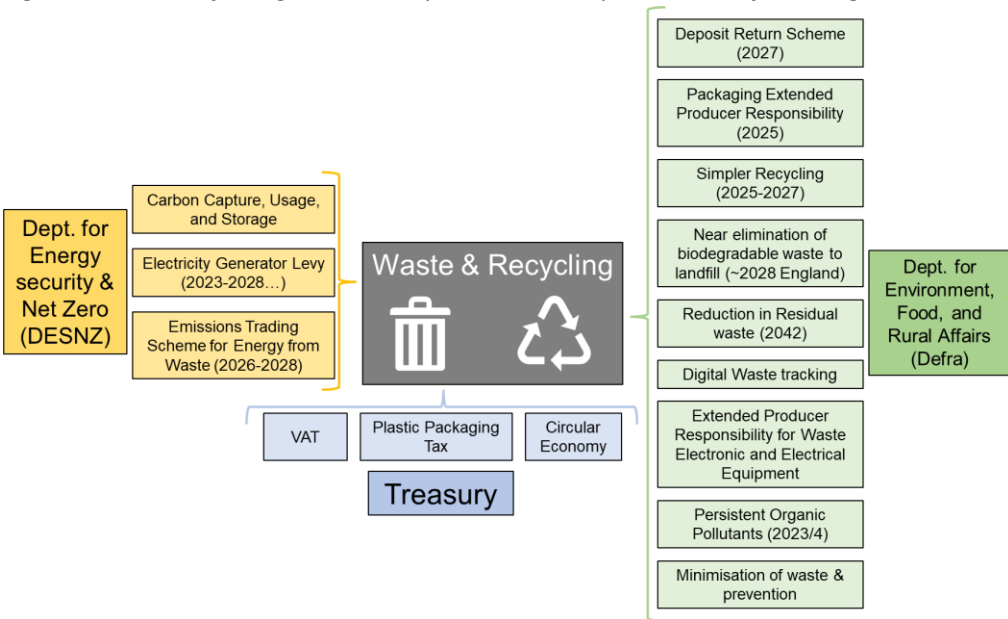 Dept. for
Energy
security &
Net Zero
(DESNZ)
Carbon Capture, Usage,
and Storage
Electricity Generator Levy
(2023-2028...)
Emissions Trading
Scheme for Energy from
Waste (2026-2028)
Waste & Recycling
VAT
Plastic Packaging
Tax
Circular
Economy
Treasury
Deposit Return Scheme
(2027)
Packaging Extended
Producer Responsibility
(2025)
Simpler Recycling
(2025-2027)
Near elimination of
biodegradable waste to
landfill (~2028 England)
Reduction in Residual
waste (2042)
Digital Waste tracking
Extended Producer
Responsibility for Waste
Electronic and Electrical
Equipment
Persistent Organic
Pollutants (2023/4)
Minimisation of waste &
prevention
Dept. for
Environment,
Food, and
Rural Affairs
(Defra)